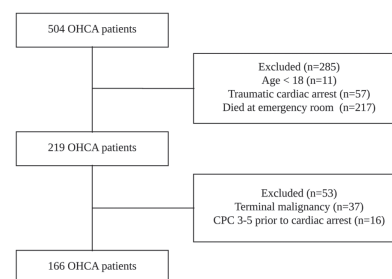 504 OHCA patients
Excluded (n=285)
Age < 18 (n=11)
Traumatic cardiac arrest (n=57)
Died at emergency room (n=217)
219 OHCA patients
Excluded (n=53)
Terminal malignancy (n=37)
CPC 3-5 prior to cardiac arrest (n=16)
166 OHCA patients